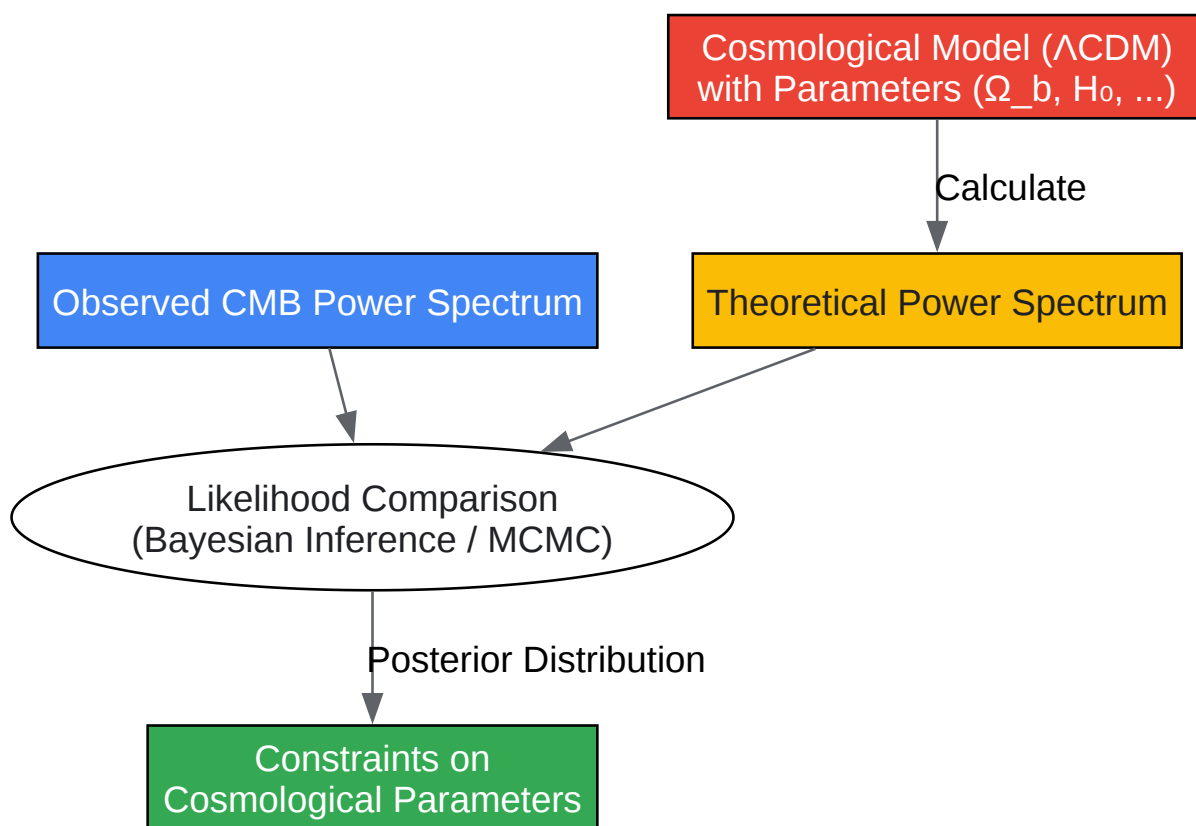 Cosmological Model (ΛCDM)
with Parameters (Ω_b, H₀, ...)
Calculate
Observed CMB Power Spectrum
Theoretical Power Spectrum
Likelihood Comparison
(Bayesian Inference / MCMC)
Posterior Distribution
Constraints on
Cosmological Parameters